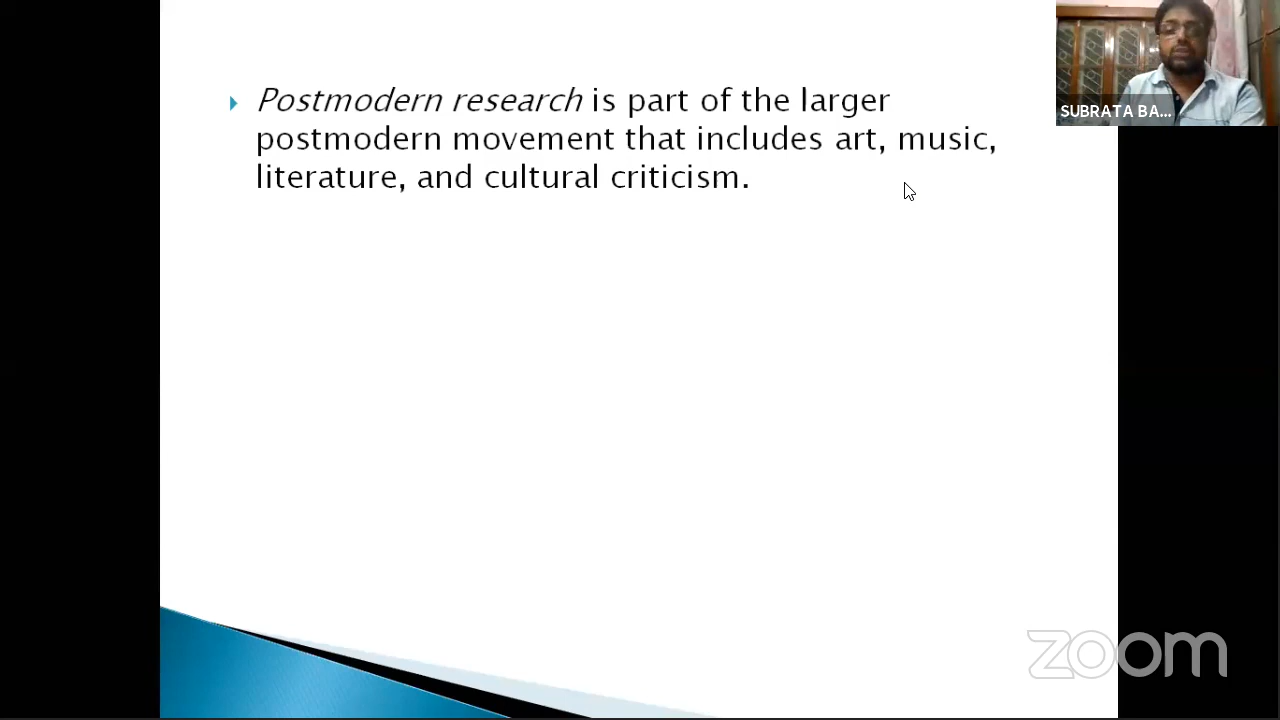 Postmodern research is part of the larger
postmodern movement that includes art, music,
literature, and cultural criticism.
SUBRATA BA...
zoom